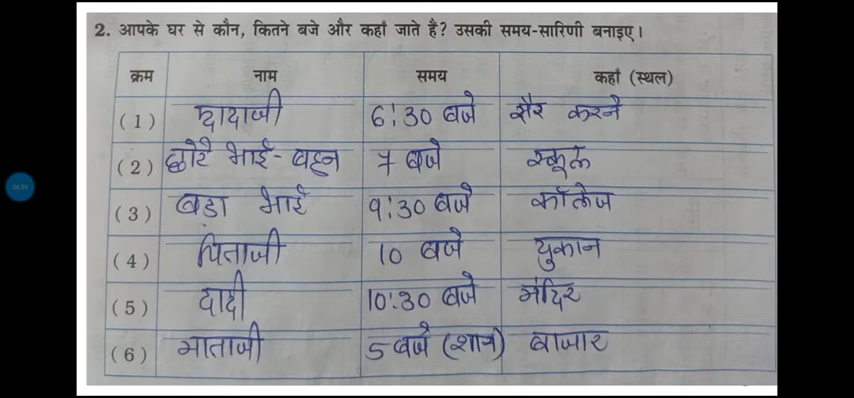 2. आपके घर से कौन, कितने बजे और कहाँ जाते है? उसकी समय-सारिणी बनाइए।
क्रम नाम समय कहाँ (स्थल)
(1) दादाजी 6:30 बजे सैर करने
(2) छोटे भाई-बहन 7 बजे स्कूल
(3) बडा भाई 9:30 बजे कॉलेज
(4) पिताजी 10 बजे दुकान
(5) दादी 10:30 बजे मंदिर
(6) माताजी 5 बजे (शाम) बाजार